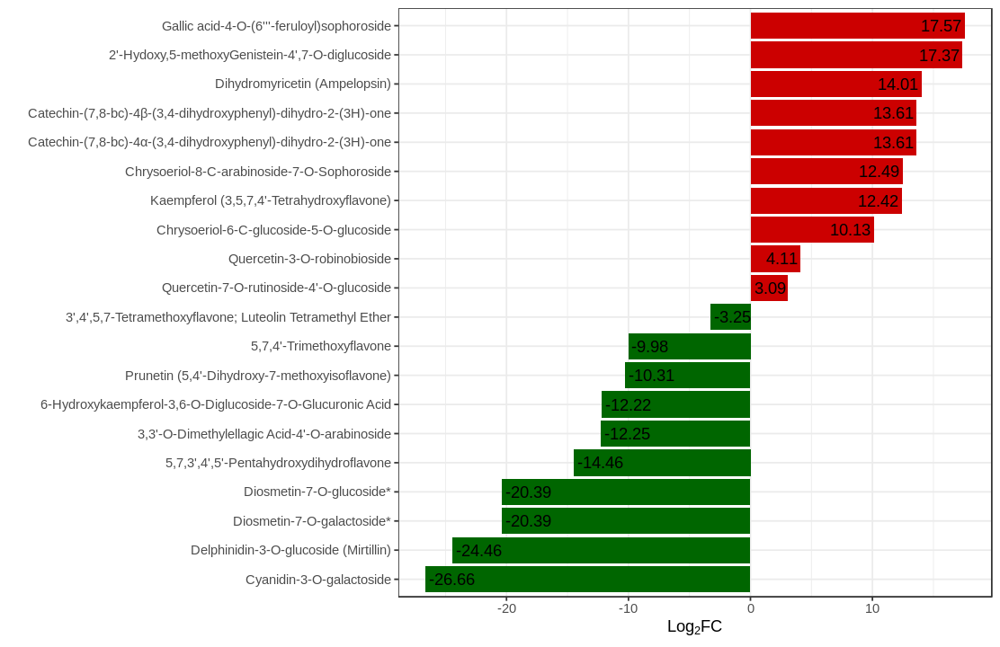 Gallic acid-4-O-(6'''-feruloyl)sophoroside 17.57
2'-Hydoxy,5-methoxyGenistein-4',7-O-diglucoside 17.37
Dihydromyricetin (Ampelopsin) 14.01
Catechin-(7,8-bc)-4β-(3,4-dihydroxyphenyl)-dihydro-2-(3H)-one 13.61
Catechin-(7,8-bc)-4α-(3,4-dihydroxyphenyl)-dihydro-2-(3H)-one 13.61
Chrysoeriol-8-C-arabinoside-7-O-Sophoroside 12.49
Kaempferol (3,5,7,4'-Tetrahydroxyflavone) 12.42
Chrysoeriol-6-C-glucoside-5-O-glucoside 10.13
Quercetin-3-O-robinobioside 4.11
Quercetin-7-O-rutinoside-4'-O-glucoside 3.09
3',4',5,7-Tetramethoxyflavone; Luteolin Tetramethyl Ether -3.25
5,7,4'-Trimethoxyflavone -9.98
Prunetin (5,4'-Dihydroxy-7-methoxyisoflavone) -10.31
6-Hydroxykaempferol-3,6-O-Diglucoside-7-O-Glucuronic Acid -12.22
3,3'-O-Dimethylellagic Acid-4'-O-arabinoside -12.25
5,7,3',4',5'-Pentahydroxydihydroflavone -14.46
Diosmetin-7-O-glucoside* -20.39
Diosmetin-7-O-galactoside* -20.39
Delphinidin-3-O-glucoside (Mirtillin) -24.46
Cyanidin-3-O-galactoside -26.66
-20 -10 0 10
Log₂FC